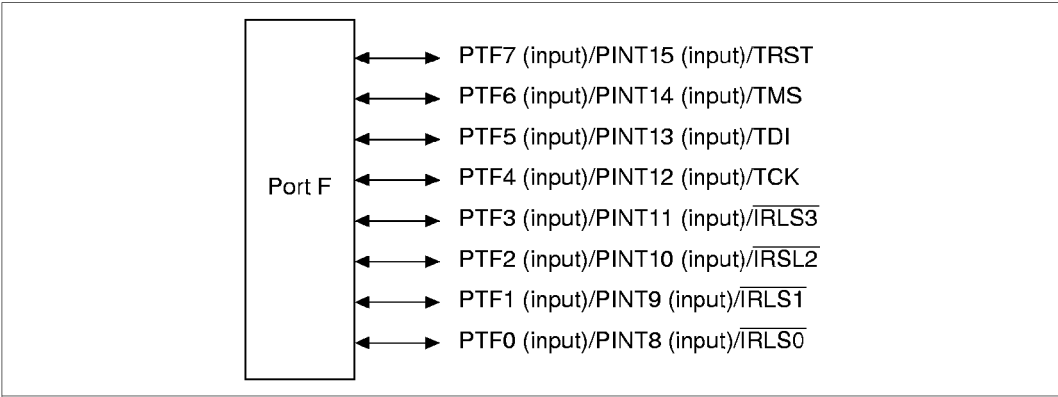 PTF7 (input)/PINT15 (input)/TRST
PTF6 (input)/PINT14 (input)/TMS
PTF5 (input)/PINT13 (input)/TDI
PTF4 (input)/PINT12 (input)/TCK
Port F
PTF3 (input)/PINT11 (input)/IRLS3
PTF2 (input)/PINT10 (input)/IRSL2
PTF1 (input)/PINT9 (input)/IRLS1
PTF0 (input)/PINT8 (input)/IRLS0